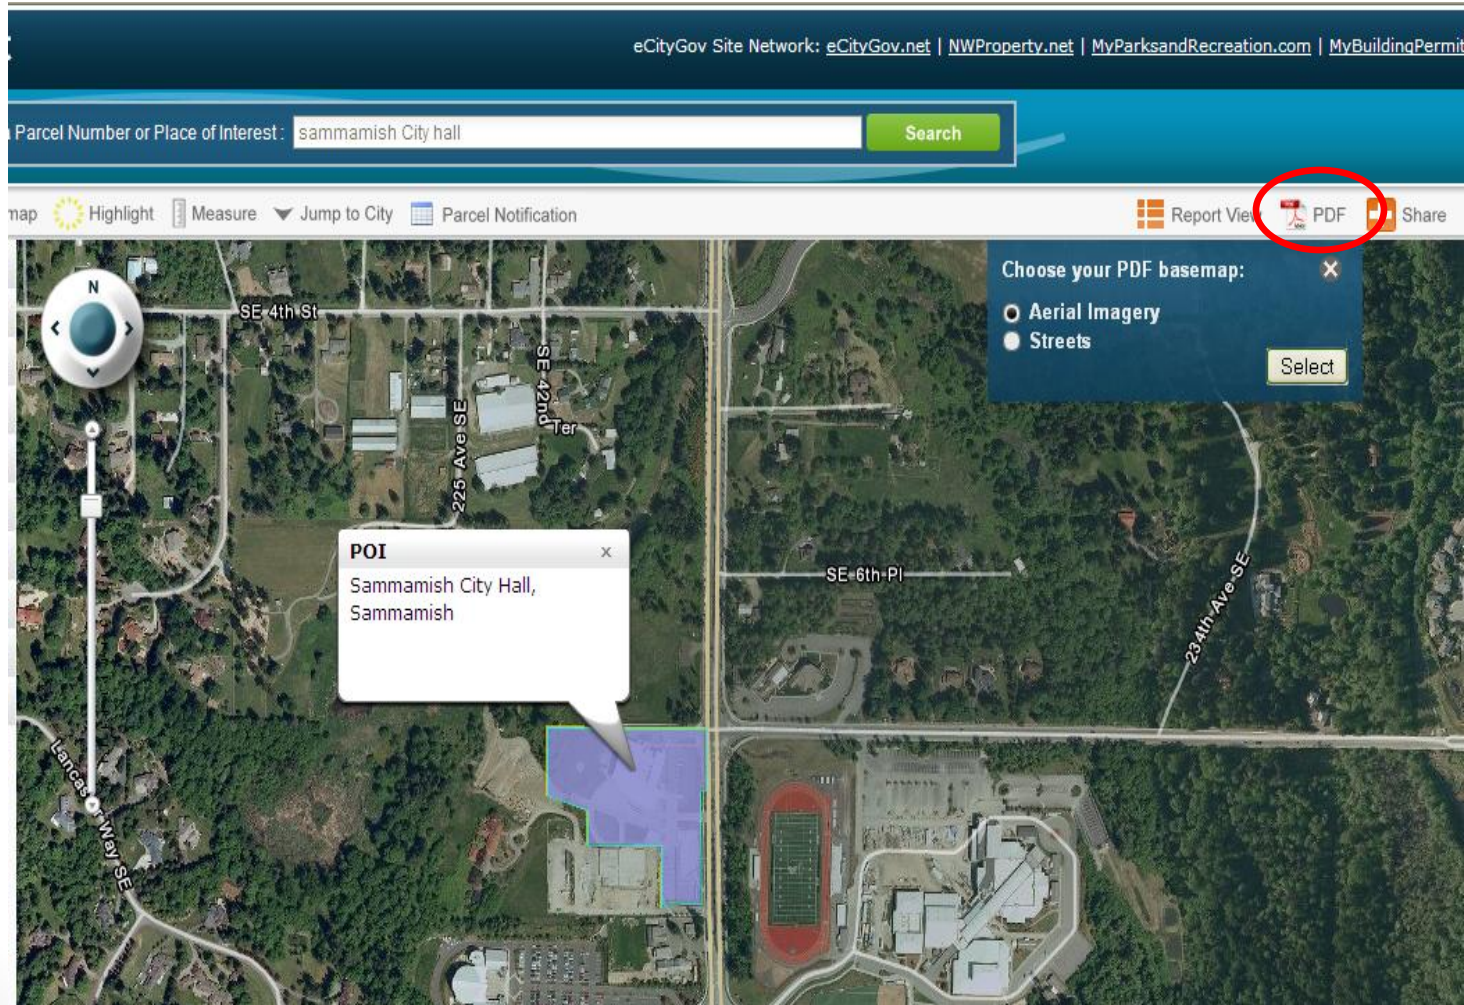 eCityGov Site Network: eCityGov.net | NWProperty.net | MyParksandRecreation.com | MyBuildingPermit
Parcel Number or Place of Interest : sammamish City hall Search
map Highlight Measure Jump to City Parcel Notification Report View PDF Share
Choose your PDF basemap:
Aerial Imagery
Streets
Select
N
SE 4th St
SE 42nd Ter
225 Ave SE
POI x
Sammamish City Hall,
Sammamish
SE 6th Pl
234th Ave SE
Lancaster Way SE